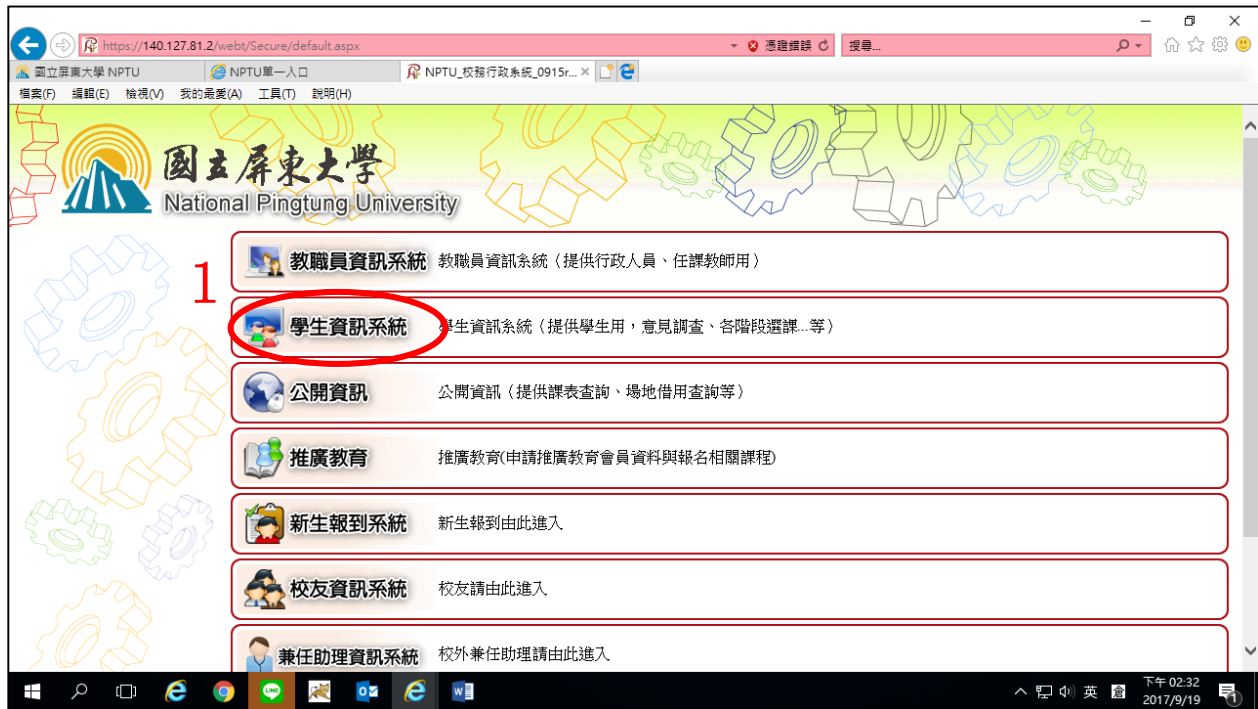 https://140.127.81.2/webt/Secure/default.aspx 憑證錯誤 搜尋...
國立屏東大學 NPTU NPTU單一入口 NPTU_校務行政系統_0915r...
檔案(F) 編輯(E) 檢視(V) 我的最愛(A) 工具(T) 說明(H)
國立屏東大學
National Pingtung University
教職員資訊系統 教職員資訊系統（提供行政人員、任課教師用）
1
學生資訊系統 學生資訊系統（提供學生用，意見調查、各階段選課...等）
公開資訊 公開資訊（提供課表查詢、場地借用查詢等）
推廣教育 推廣教育(申請推廣教育會員資料與報名相關課程)
新生報到系統 新生報到由此進入
校友資訊系統 校友請由此進入
兼任助理資訊系統 校外兼任助理請由此進入
LINE 英 倉 下午 02:32
2017/9/19 1